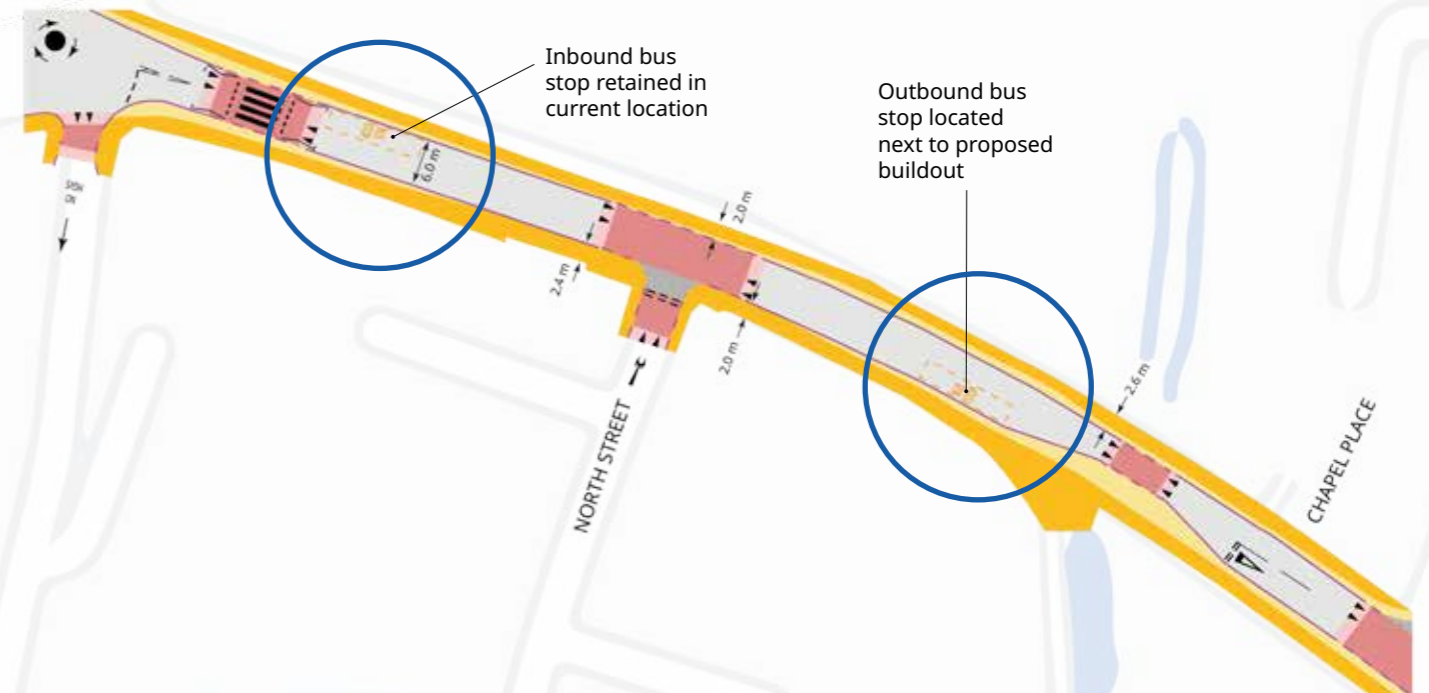 Inbound bus
stop retained in
current location
Outbound bus
stop located
next to proposed
buildout
6.0 m
2.0 m
2.4 m
2.0 m
2.6 m
NORTH STREET
CHAPEL PLACE